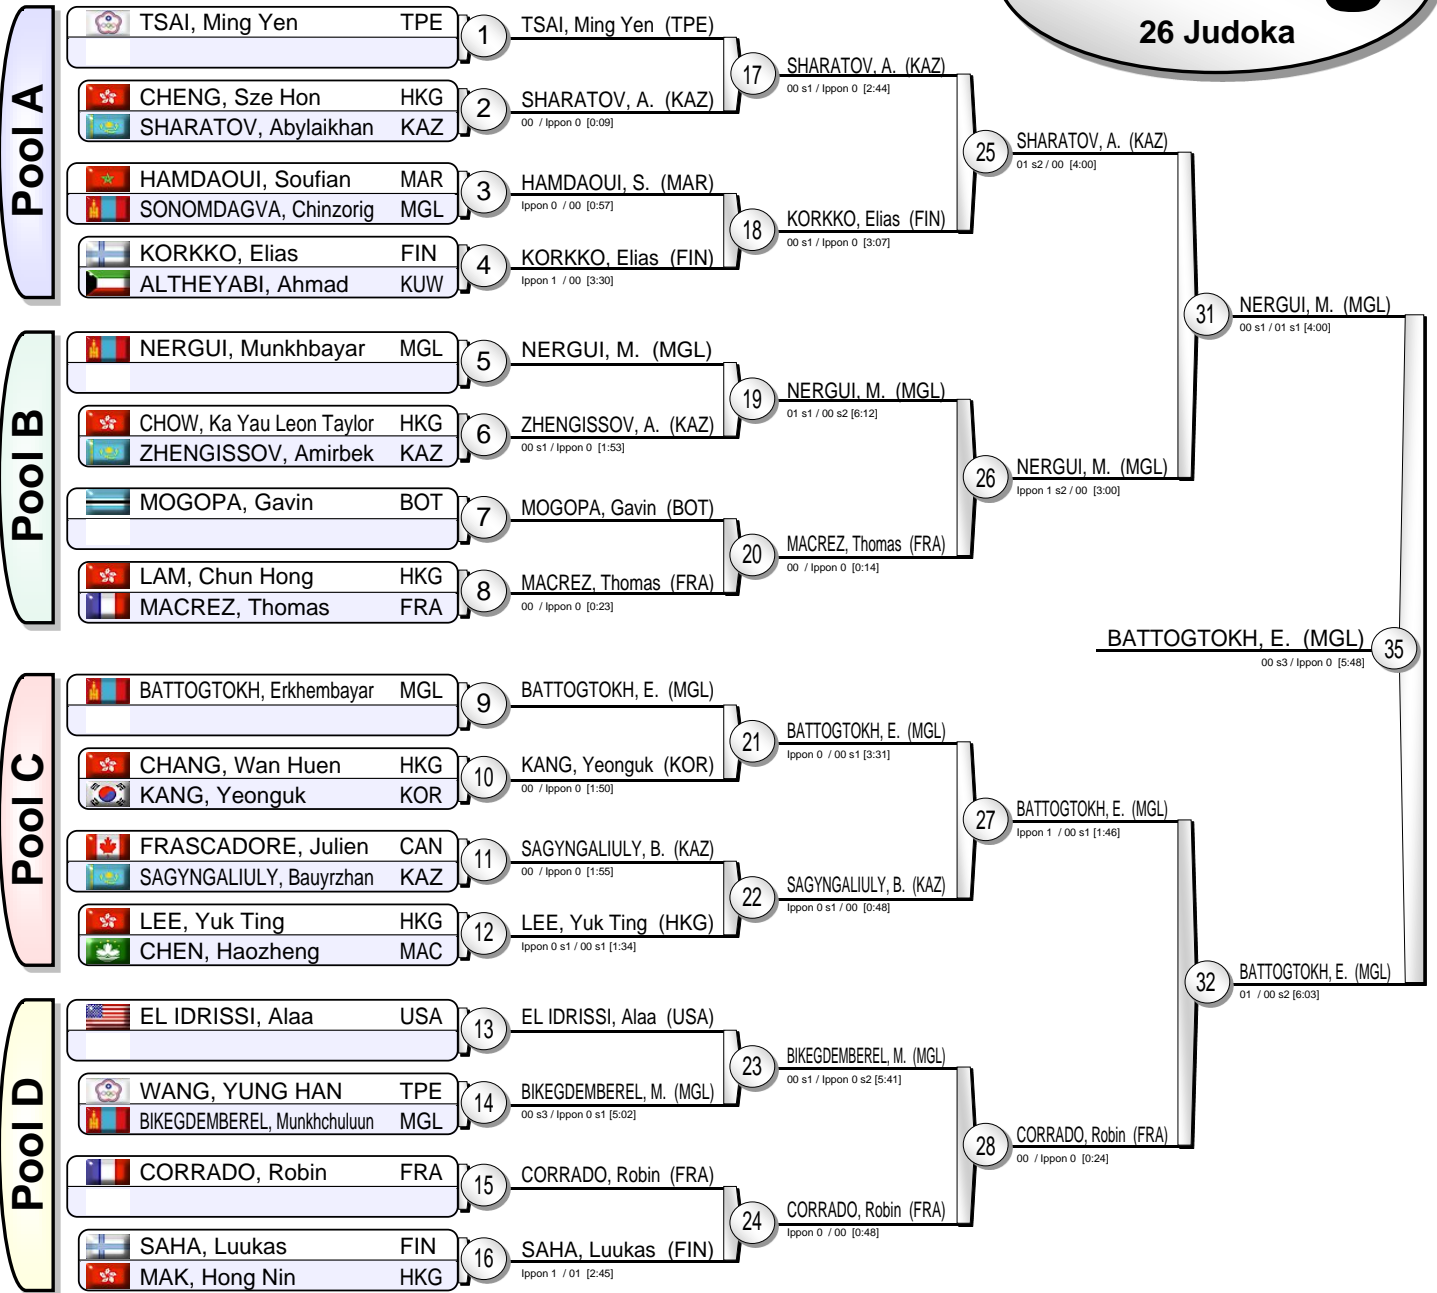 26 Judoka
Pool A
TSAI, Ming Yen TPE
1
CHENG, Sze Hon HKG
SHARATOV, Abylaikhan KAZ
2
HAMDAOUI, Soufian MAR
SONOMDAGVA, Chinzorig MGL
3
KORKKO, Elias FIN
ALTHEYABI, Ahmad KUW
4
Pool B
NERGUI, Munkhbayar MGL
5
CHOW, Ka Yau Leon Taylor HKG
ZHENGISSOV, Amirbek KAZ
6
MOGOPA, Gavin BOT
7
LAM, Chun Hong HKG
MACREZ, Thomas FRA
8
Pool C
BATTOGTOKH, Erkhembayar MGL
9
CHANG, Wan Huen HKG
KANG, Yeonguk KOR
10
FRASCADORE, Julien CAN
SAGYNGALIULY, Bauyrzhan KAZ
11
LEE, Yuk Ting HKG
CHEN, Haozheng MAC
12
Pool D
EL IDRISSI, Alaa USA
13
WANG, YUNG HAN TPE
BIKEGDEMBEREL, Munkhchuluun MGL
14
CORRADO, Robin FRA
15
SAHA, Luukas FIN
MAK, Hong Nin HKG
16
TSAI, Ming Yen (TPE)
SHARATOV, A. (KAZ)
00 / Ippon 0 [0:09]
17
HAMDAOUI, S. (MAR)
Ippon 0 / 00 [0:57]
KORKKO, Elias (FIN)
Ippon 1 / 00 [3:30]
18
NERGUI, M. (MGL)
ZHENGISSOV, A. (KAZ)
00 s1 / Ippon 0 [1:53]
19
MOGOPA, Gavin (BOT)
MACREZ, Thomas (FRA)
00 / Ippon 0 [0:23]
20
BATTOGTOKH, E. (MGL)
KANG, Yeonguk (KOR)
00 / Ippon 0 [1:50]
21
SAGYNGALIULY, B. (KAZ)
00 / Ippon 0 [1:55]
LEE, Yuk Ting (HKG)
Ippon 0 s1 / 00 s1 [1:34]
22
EL IDRISSI, Alaa (USA)
BIKEGDEMBEREL, M. (MGL)
00 s3 / Ippon 0 s1 [5:02]
23
CORRADO, Robin (FRA)
SAHA, Luukas (FIN)
Ippon 1 / 01 [2:45]
24
SHARATOV, A. (KAZ)
00 s1 / Ippon 0 [2:44]
KORKKO, Elias (FIN)
00 s1 / Ippon 0 [3:07]
25
NERGUI, M. (MGL)
01 s1 / 00 s2 [6:12]
MACREZ, Thomas (FRA)
00 / Ippon 0 [0:14]
26
BATTOGTOKH, E. (MGL)
Ippon 0 / 00 s1 [3:31]
SAGYNGALIULY, B. (KAZ)
Ippon 0 s1 / 00 [0:48]
27
BIKEGDEMBEREL, M. (MGL)
00 s1 / Ippon 0 s2 [5:41]
CORRADO, Robin (FRA)
Ippon 0 / 00 [0:48]
28
SHARATOV, A. (KAZ)
01 s2 / 00 [4:00]
NERGUI, M. (MGL)
Ippon 1 s2 / 00 [3:00]
31
BATTOGTOKH, E. (MGL)
Ippon 1 / 00 s1 [1:46]
CORRADO, Robin (FRA)
00 / Ippon 0 [0:24]
32
NERGUI, M. (MGL)
00 s1 / 01 s1 [4:00]
BATTOGTOKH, E. (MGL)
01 / 00 s2 [6:03]
BATTOGTOKH, E. (MGL)
00 s3 / Ippon 0 [5:48]
35